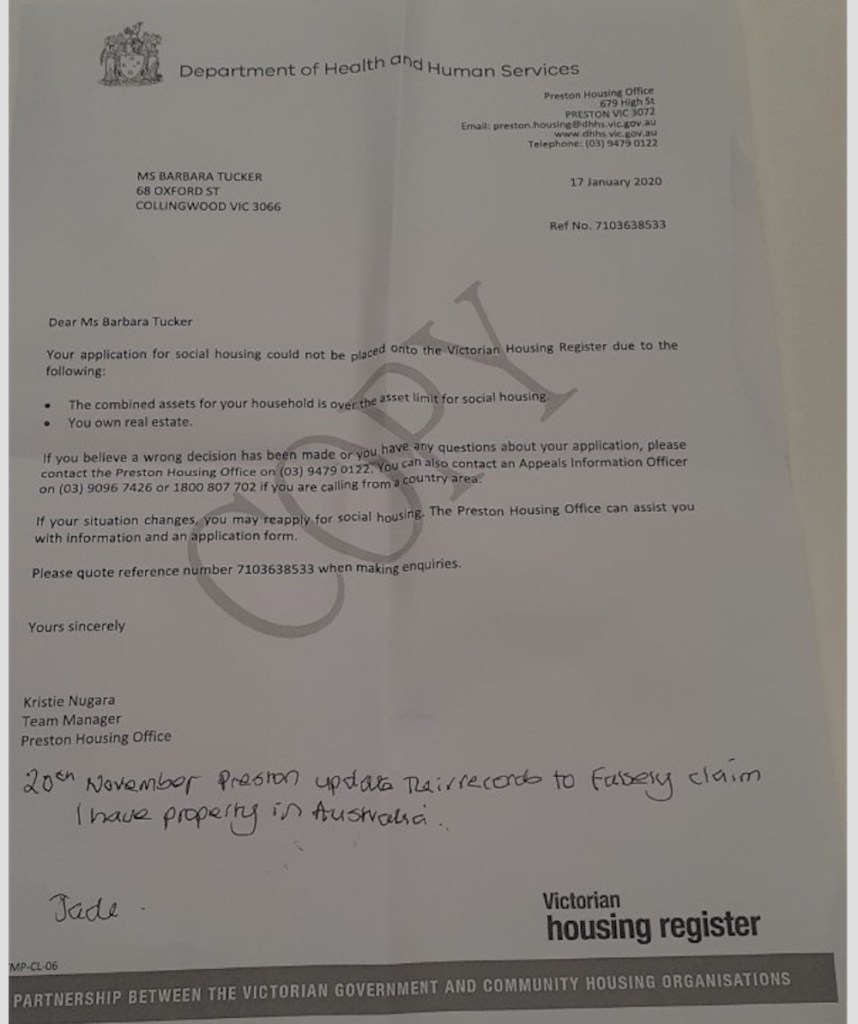 Department of Health and Human Services
Preston Housing Office
679 High St
PRESTON VIC 3072
Email: preston.housing@dhhs.vic.gov.au
www.dhhs.vic.gov.au
Telephone: (03) 9479 0122
MS BARBARA TUCKER
68 OXFORD ST
COLLINGWOOD VIC 3066
17 January 2020
Ref No. 7103638533
Dear Ms Barbara Tucker
Your application for social housing could not be placed onto the Victorian Housing Register due to the
following:
• The combined assets for your household is over the asset limit for social housing.
• You own real estate.
If you believe a wrong decision has been made or you have any questions about your application, please
contact the Preston Housing Office on (03) 9479 0122. You can also contact an Appeals Information Officer
on (03) 9096 7426 or 1800 807 702 if you are calling from a country area.
If your situation changes, you may reapply for social housing. The Preston Housing Office can assist you
with information and an application form.
Please quote reference number 7103638533 when making enquiries.
COPY
Yours sincerely
Kristie Nugara
Team Manager
Preston Housing Office
20th November Preston update Their records to Falsely claim
I have property in Australia.
Jade.
Victorian
housing register
MP-CL-06
PARTNERSHIP BETWEEN THE VICTORIAN GOVERNMENT AND COMMUNITY HOUSING ORGANISATIONS